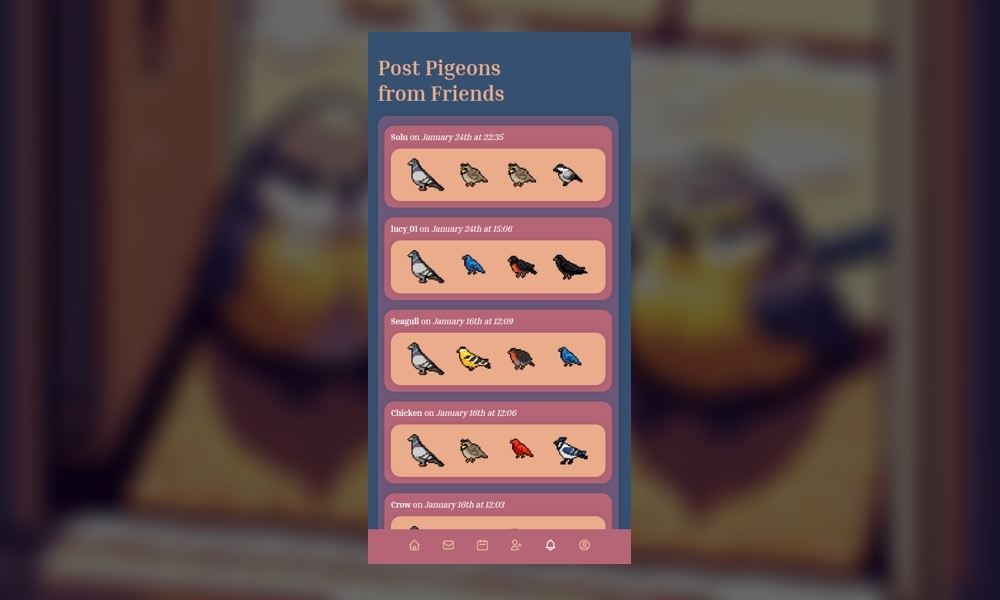 Post Pigeons
from Friends
Solu on January 24th at 22:35
lucy_01 on January 24th at 15:06
Seagull on January 16th at 12:09
Chicken on January 16th at 12:06
Crow on January 16th at 12:03